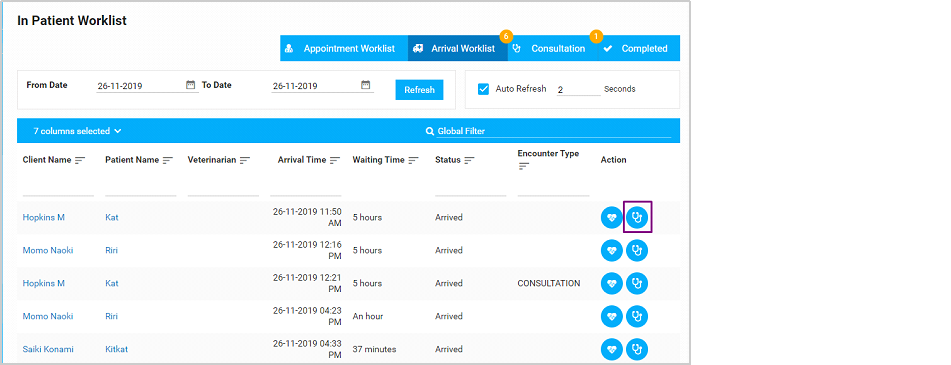 In Patient Worklist
Appointment Worklist Arrival Worklist 6 Consultation 1 Completed
From Date 26-11-2019 To Date 26-11-2019 Refresh Auto Refresh 2 Seconds
7 columns selected Global Filter
Client Name Patient Name Veterinarian Arrival Time Waiting Time Status Encounter Type Action
Hopkins M Kat 26-11-2019 11:50 AM 5 hours Arrived
Momo Naoki Riri 26-11-2019 12:16 PM 5 hours Arrived
Hopkins M Kat 26-11-2019 12:21 PM 5 hours Arrived CONSULTATION
Momo Naoki Riri 26-11-2019 04:23 PM An hour Arrived
Saiki Konami Kitkat 26-11-2019 04:33 PM 37 minutes Arrived